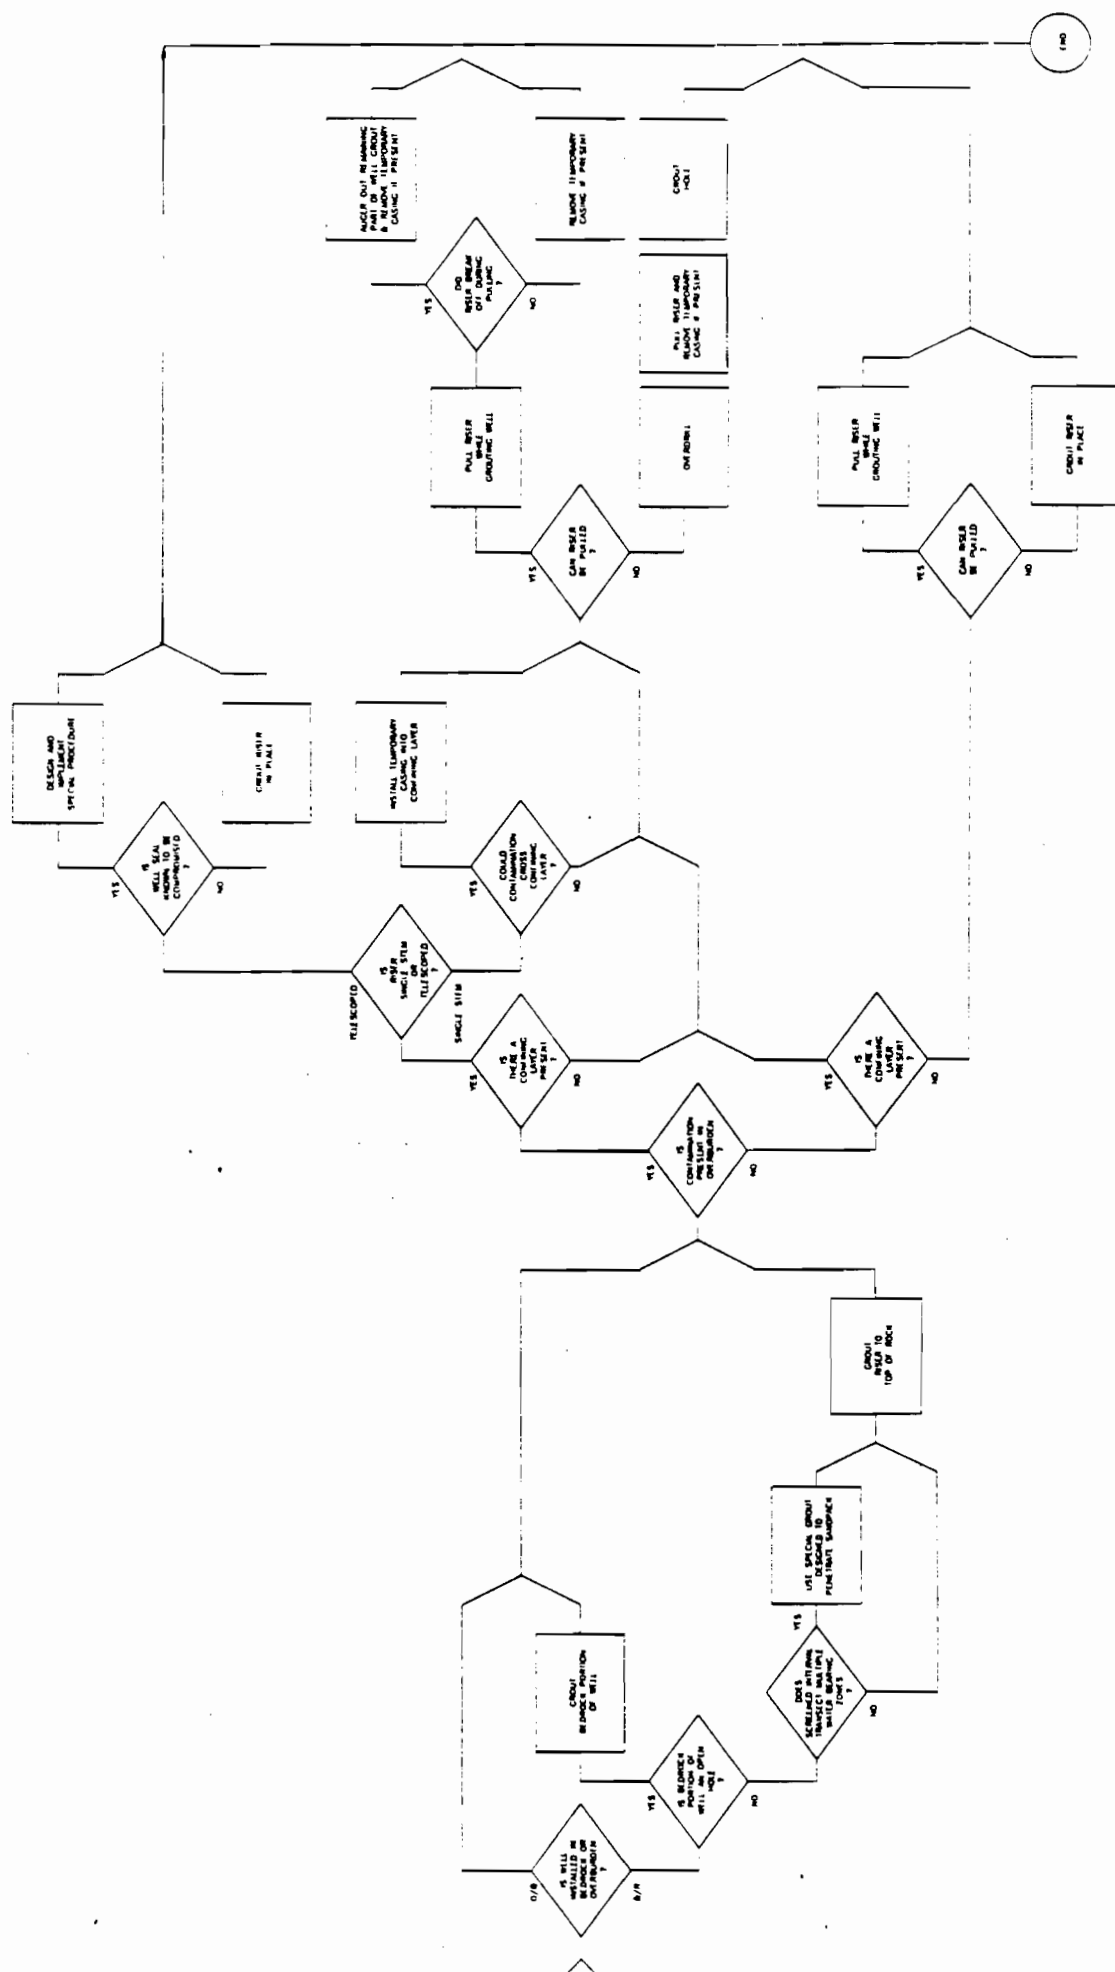 IS WELL
INSTALLED IN
BEDROCK OR
OVERBURDEN
?
O/B
B/R
IS BEDROCK
PORTION OF
WELL AN OPEN
HOLE
?
YES
NO
GROUT
BEDROCK PORTION
OF WELL
DOES
SCREENED INTERVAL
TRANSECT MULTIPLE
WATER BEARING
ZONES
?
YES
NO
USE SPECIAL GROUT
DESIGNED TO
PENETRATE SANDPACK
GROUT
RISER TO
TOP OF ROCK
IS
CONTAMINATION
PRESENT IN
OVERBURDEN
?
YES
NO
IS
THERE A
CONFINING
LAYER
PRESENT
?
YES
NO
IS
THERE A
CONFINING
LAYER
PRESENT
?
YES
NO
IS
RISER
SINGLE STEM
OR
TELESCOPED
?
TELESCOPED
SINGLE STEM
IS
WELL SEAL
KNOWN TO BE
COMPROMISED
?
YES
NO
DESIGN AND
IMPLEMENT
SPECIAL PROCEDURE
GROUT RISER
IN PLACE
COULD
CONTAMINATION
CROSS
CONFINING
LAYER
?
YES
NO
INSTALL TEMPORARY
CASING INTO
CONFINING LAYER
CAN RISER
BE PULLED
?
YES
NO
PULL RISER
WHILE
GROUTING WELL
OVERDRILL
DID
RISER BREAK
OFF DURING
PULLING
?
YES
NO
PULL RISER AND
REMOVE TEMPORARY
CASING IF PRESENT
AUGER OUT REMAINING
PART OF WELL GROUT
& REMOVE TEMPORARY
CASING IF PRESENT
REMOVE TEMPORARY
CASING IF PRESENT
GROUT
HOLE
CAN RISER
BE PULLED
?
YES
NO
PULL RISER
WHILE
GROUTING WELL
GROUT RISER
IN PLACE
END